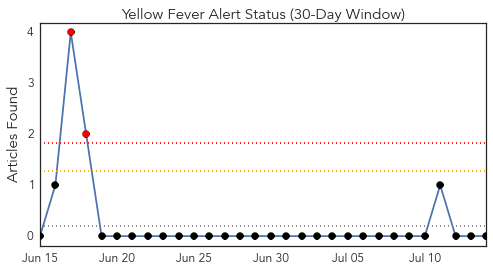 Yellow Fever Alert Status (30-Day Window)
Articles Found
4
3
2
1
0
Jun 15
Jun 20
Jun 25
Jun 30
Jul 05
Jul 10